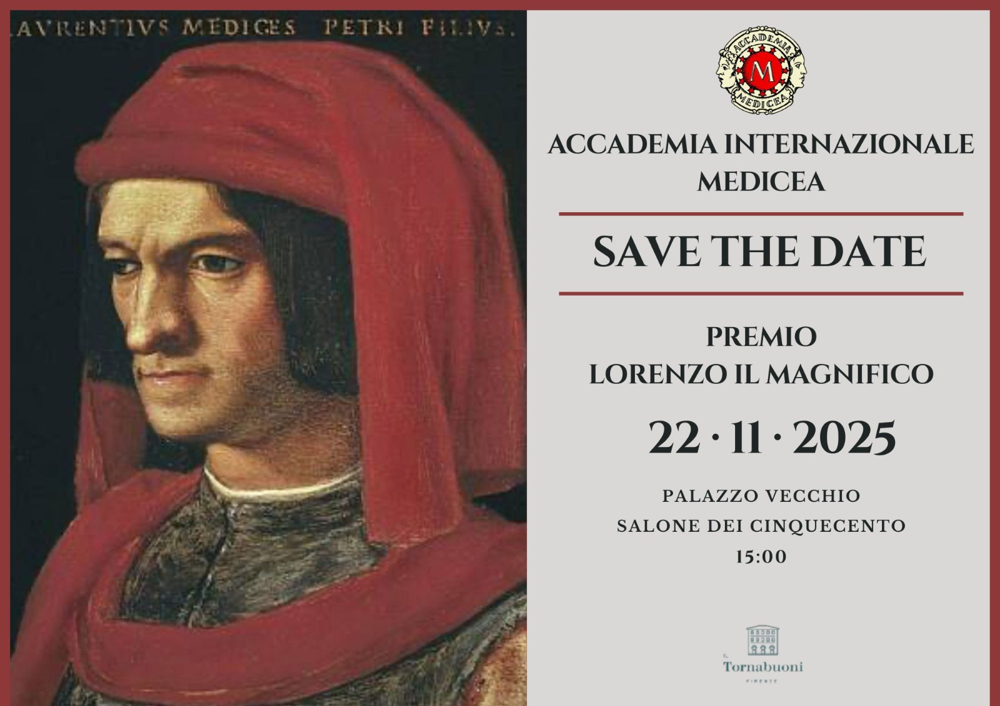 LAVRENTIVS MEDICES PETRI FILIVS.
ACCADEMIA
M
MEDICEA
ACCADEMIA INTERNAZIONALE
MEDICEA
SAVE THE DATE
PREMIO
LORENZO IL MAGNIFICO
22 · 11 · 2025
PALAZZO VECCHIO
SALONE DEI CINQUECENTO
15:00
IL
Tornabuoni
FIRENZE